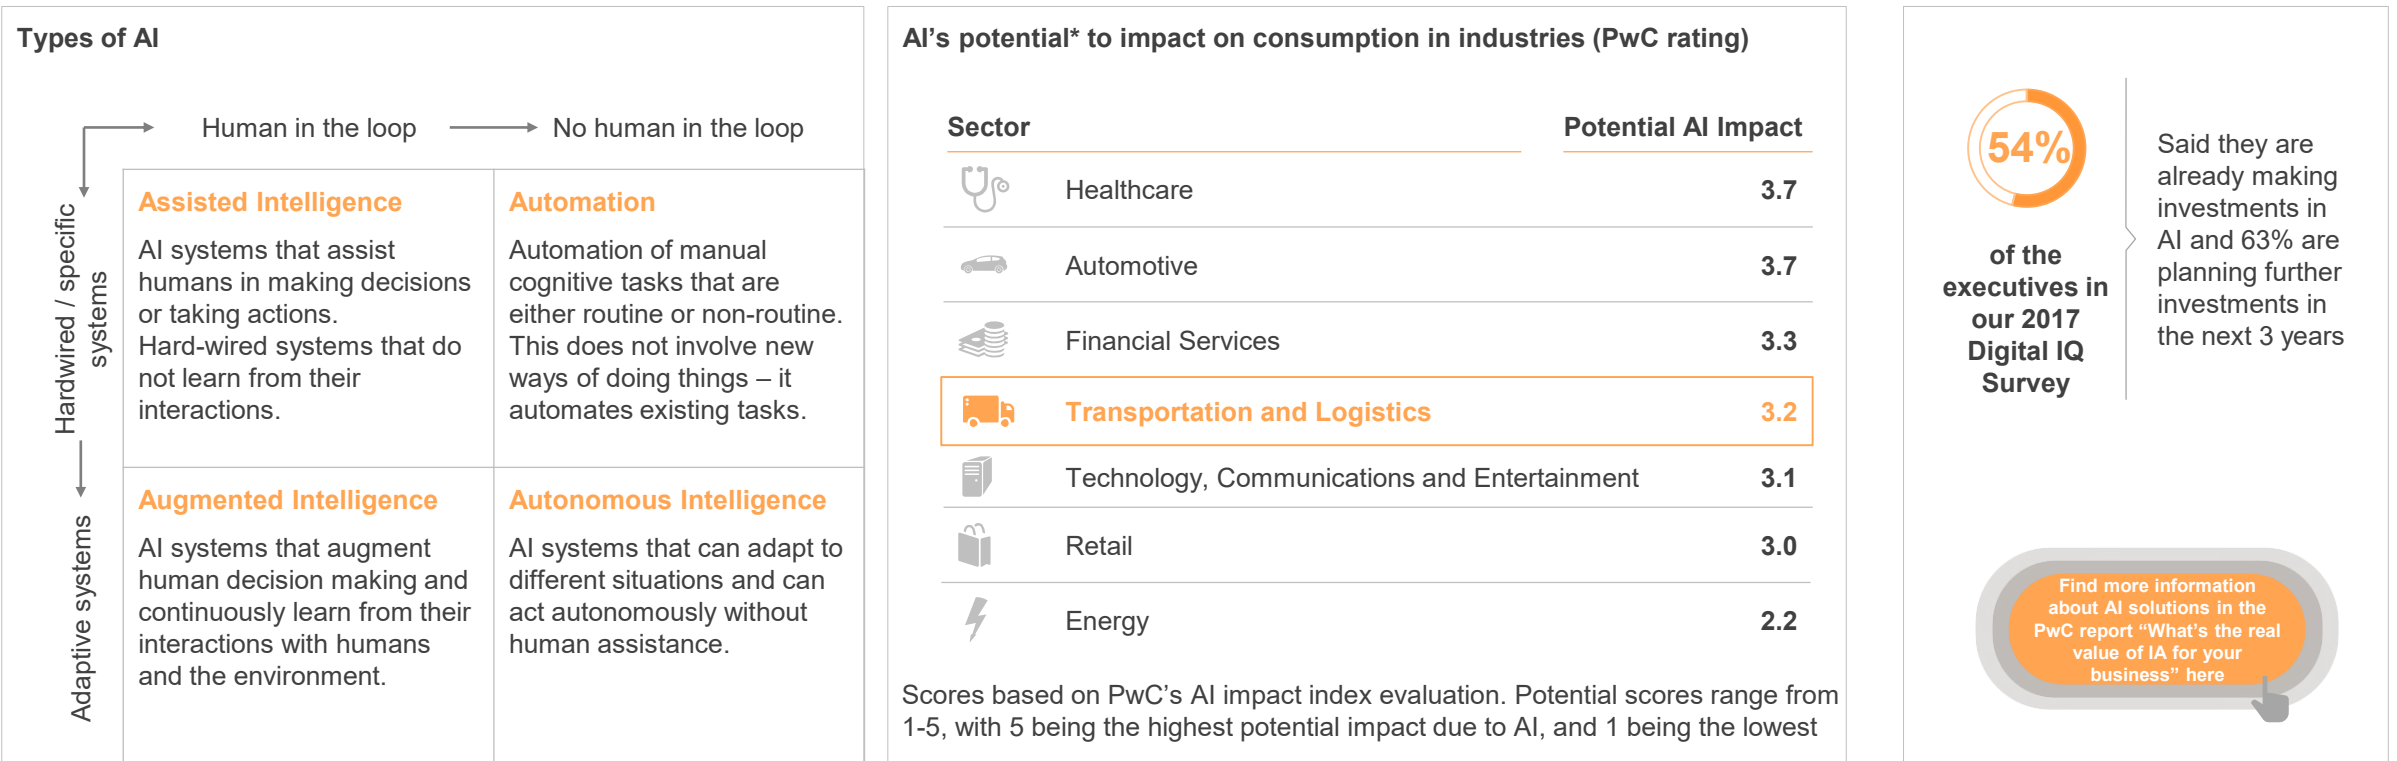 Types of AI
Human in the loop
No human in the loop
Hardwired / specific
systems
Adaptive systems
Assisted Intelligence
AI systems that assist
humans in making decisions
or taking actions.
Hard-wired systems that do
not learn from their
interactions.
Automation
Automation of manual
cognitive tasks that are
either routine or non-routine.
This does not involve new
ways of doing things – it
automates existing tasks.
Augmented Intelligence
AI systems that augment
human decision making and
continuously learn from their
interactions with humans
and the environment.
Autonomous Intelligence
AI systems that can adapt to
different situations and can
act autonomously without
human assistance.
AI's potential* to impact on consumption in industries (PwC rating)
Sector Potential AI Impact
Healthcare 3.7
Automotive 3.7
Financial Services 3.3
Transportation and Logistics 3.2
Technology, Communications and Entertainment 3.1
Retail 3.0
Energy 2.2
Scores based on PwC's AI impact index evaluation. Potential scores range from
1-5, with 5 being the highest potential impact due to AI, and 1 being the lowest
54%
of the
executives in
our 2017
Digital IQ
Survey
Said they are
already making
investments in
AI and 63% are
planning further
investments in
the next 3 years
Find more information
about AI solutions in the
PwC report “What's the real
value of IA for your
business” here